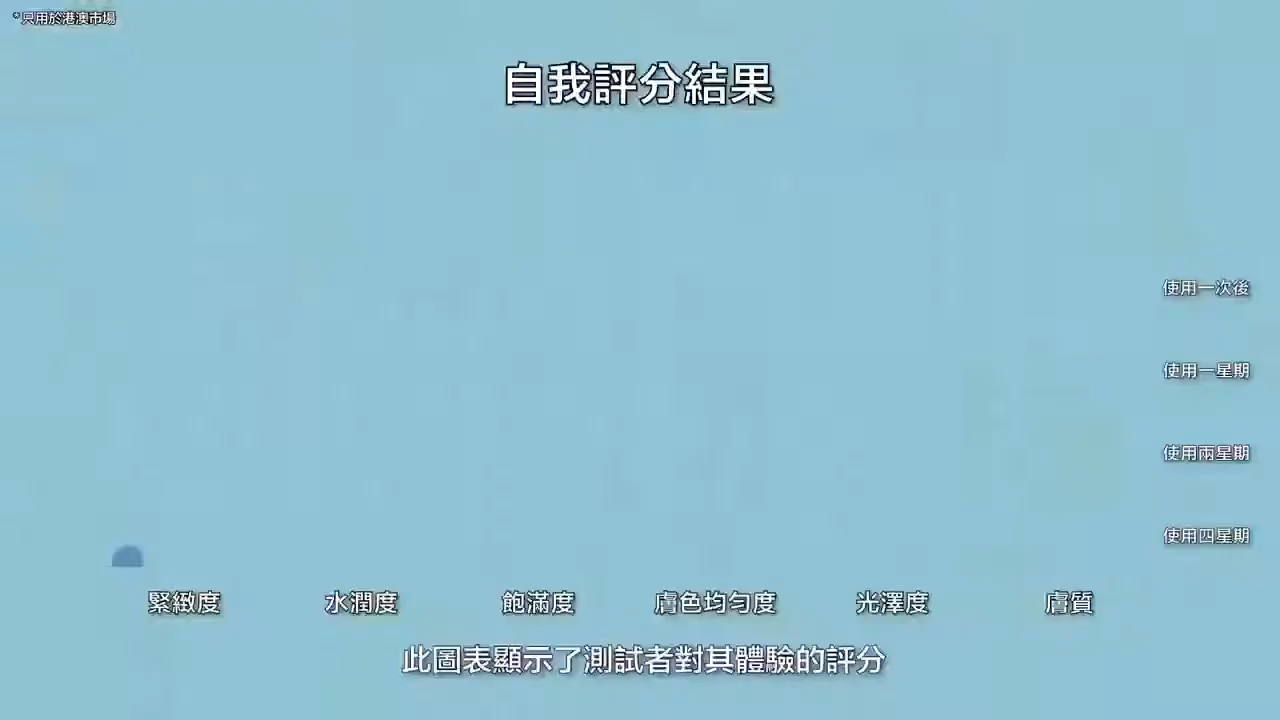 *只用於港澳市場
自我評分結果
使用一次後
使用一星期
使用兩星期
使用四星期
緊緻度
水潤度
飽滿度
膚色均勻度
光澤度
膚質
此圖表顯示了測試者對其體驗的評分